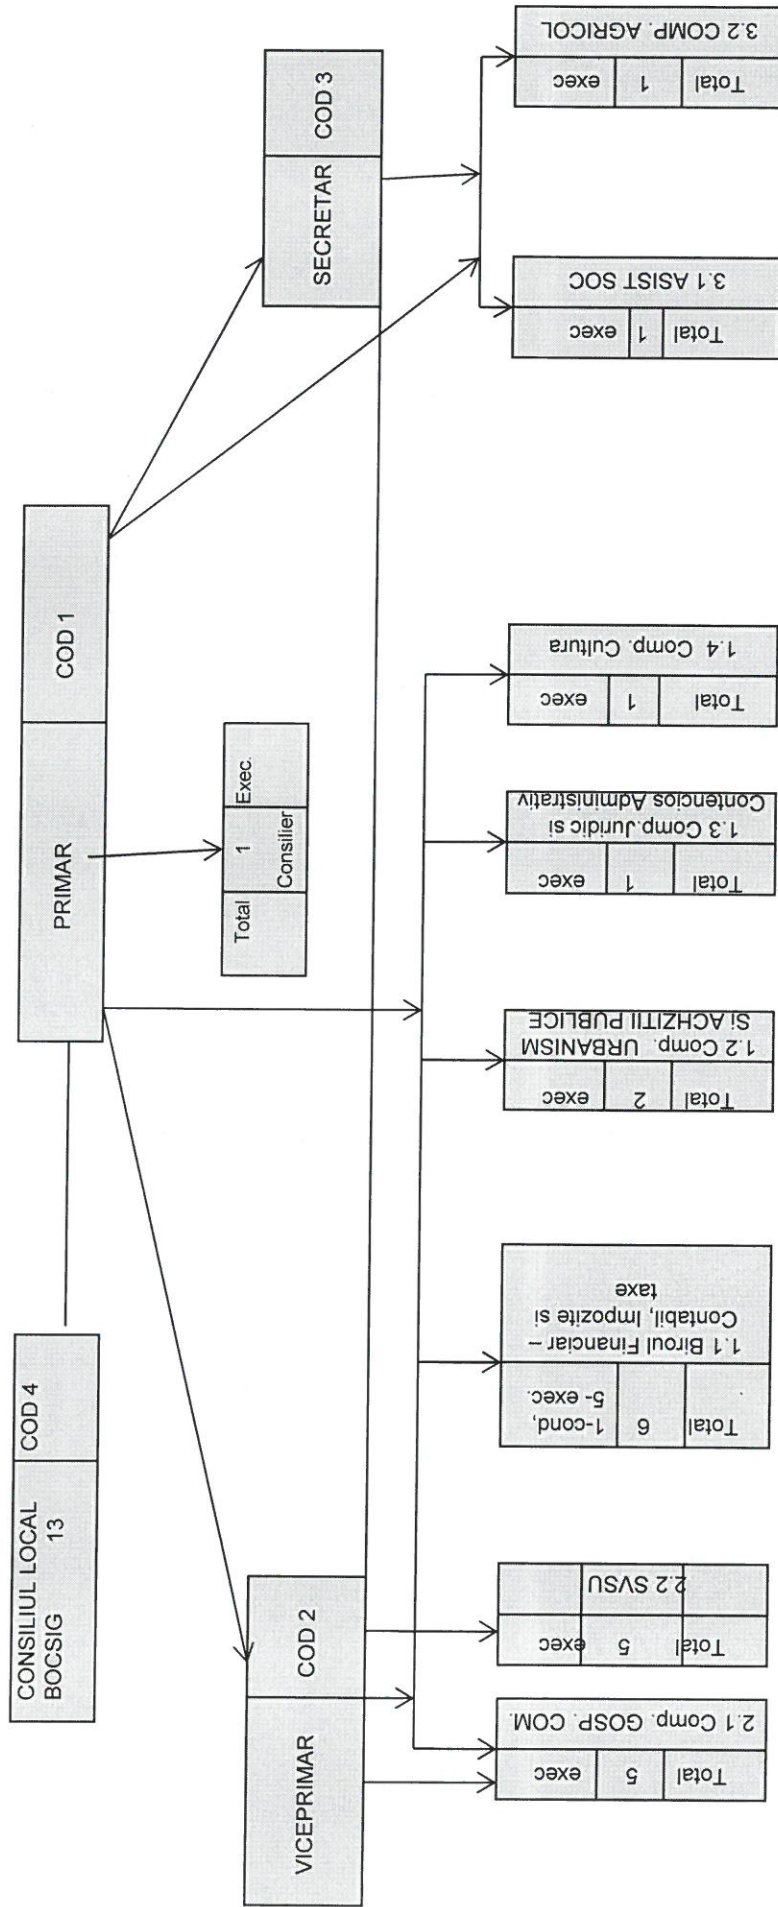 CONSILIUL LOCAL
BOCSIG 13
COD 4
PRIMAR
COD 1
Total
1
Consilier
Exec.
VICEPRIMAR
COD 2
SECRETAR
COD 3
2.1 Comp. GOSP. COM.
Total
5
exec
2.2 SVSU
Total
5
exec
1.1 Biroul Financiar –
Contabil, Impozite si
taxe
Total
6
1-cond,
5- exec.
1.2 Comp. URBANISM
Si ACHZITII PUBLICE
Total
2
exec
1.3 Comp.Juridic si
Contencios Administrativ
Total
1
exec
1.4 Comp. Cultura
Total
1
exec
3.1 ASIST SOC
Total
1
exec
3.2 COMP. AGRICOL
Total
1
exec